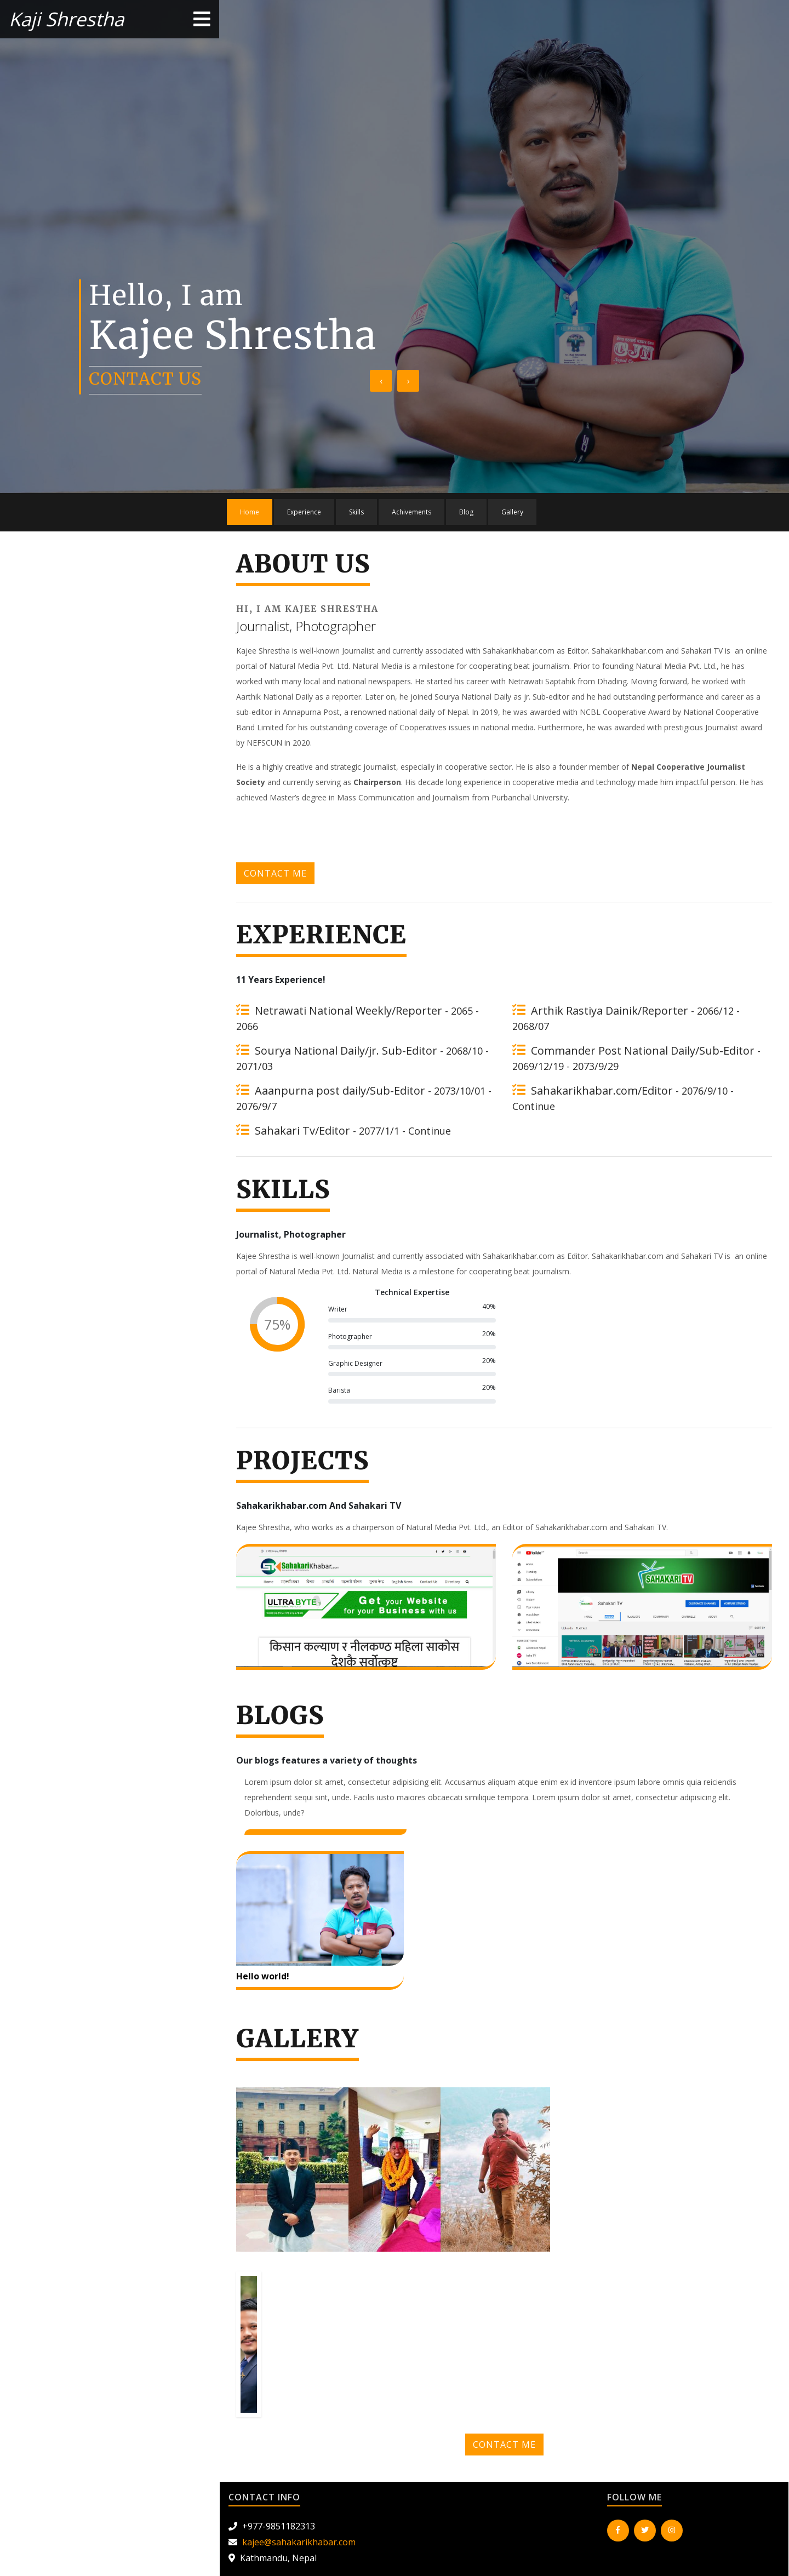 Kaji Shrestha
Hello, I am
Kajee Shrestha
CONTACT US
‹ ›
Home Experience Skills Achivements Blog Gallery
ABOUT US
HI, I AM KAJEE SHRESTHA
Journalist, Photographer
Kajee Shrestha is well-known Journalist and currently associated with Sahakarikhabar.com as Editor. Sahakarikhabar.com and Sahakari TV is an online
portal of Natural Media Pvt. Ltd. Natural Media is a milestone for cooperating beat journalism. Prior to founding Natural Media Pvt. Ltd., he has
worked with many local and national newspapers. He started his career with Netrawati Saptahik from Dhading. Moving forward, he worked with
Aarthik National Daily as a reporter. Later on, he joined Sourya National Daily as jr. Sub-editor and he had outstanding performance and career as a
sub-editor in Annapurna Post, a renowned national daily of Nepal. In 2019, he was awarded with NCBL Cooperative Award by National Cooperative
Band Limited for his outstanding coverage of Cooperatives issues in national media. Furthermore, he was awarded with prestigious Journalist award
by NEFSCUN in 2020.
He is a highly creative and strategic journalist, especially in cooperative sector. He is also a founder member of Nepal Cooperative Journalist
Society and currently serving as Chairperson. His decade long experience in cooperative media and technology made him impactful person. He has
achieved Master's degree in Mass Communication and Journalism from Purbanchal University.
CONTACT ME
EXPERIENCE
11 Years Experience!
Netrawati National Weekly/Reporter - 2065 -
2066
Arthik Rastiya Dainik/Reporter - 2066/12 -
2068/07
Sourya National Daily/jr. Sub-Editor - 2068/10 -
2071/03
Commander Post National Daily/Sub-Editor -
2069/12/19 - 2073/9/29
Aaanpurna post daily/Sub-Editor - 2073/10/01 -
2076/9/7
Sahakarikhabar.com/Editor - 2076/9/10 -
Continue
Sahakari Tv/Editor - 2077/1/1 - Continue
SKILLS
Journalist, Photographer
Kajee Shrestha is well-known Journalist and currently associated with Sahakarikhabar.com as Editor. Sahakarikhabar.com and Sahakari TV is an online
portal of Natural Media Pvt. Ltd. Natural Media is a milestone for cooperating beat journalism.
75%
Technical Expertise
Writer 40%
Photographer 20%
Graphic Designer 20%
Barista 20%
PROJECTS
Sahakarikhabar.com And Sahakari TV
Kajee Shrestha, who works as a chairperson of Natural Media Pvt. Ltd., an Editor of Sahakarikhabar.com and Sahakari TV.
SahakariKhabar.com
ULTRA BYTE
Get your Website
for your Business with us
किसान कल्याण र नीलकण्ठ महिला साकोस
देशकै सर्वोत्कृष्ट
SAHAKARI TV
Sahakari TV
BLOGS
Our blogs features a variety of thoughts
Lorem ipsum dolor sit amet, consectetur adipisicing elit. Accusamus aliquam atque enim ex id inventore ipsum labore omnis quia reiciendis
reprehenderit sequi sint, unde. Facilis iusto maiores obcaecati similique tempora. Lorem ipsum dolor sit amet, consectetur adipisicing elit.
Doloribus, unde?
Hello world!
GALLERY
CONTACT ME
CONTACT INFO
+977-9851182313
kajee@sahakarikhabar.com
Kathmandu, Nepal
FOLLOW ME